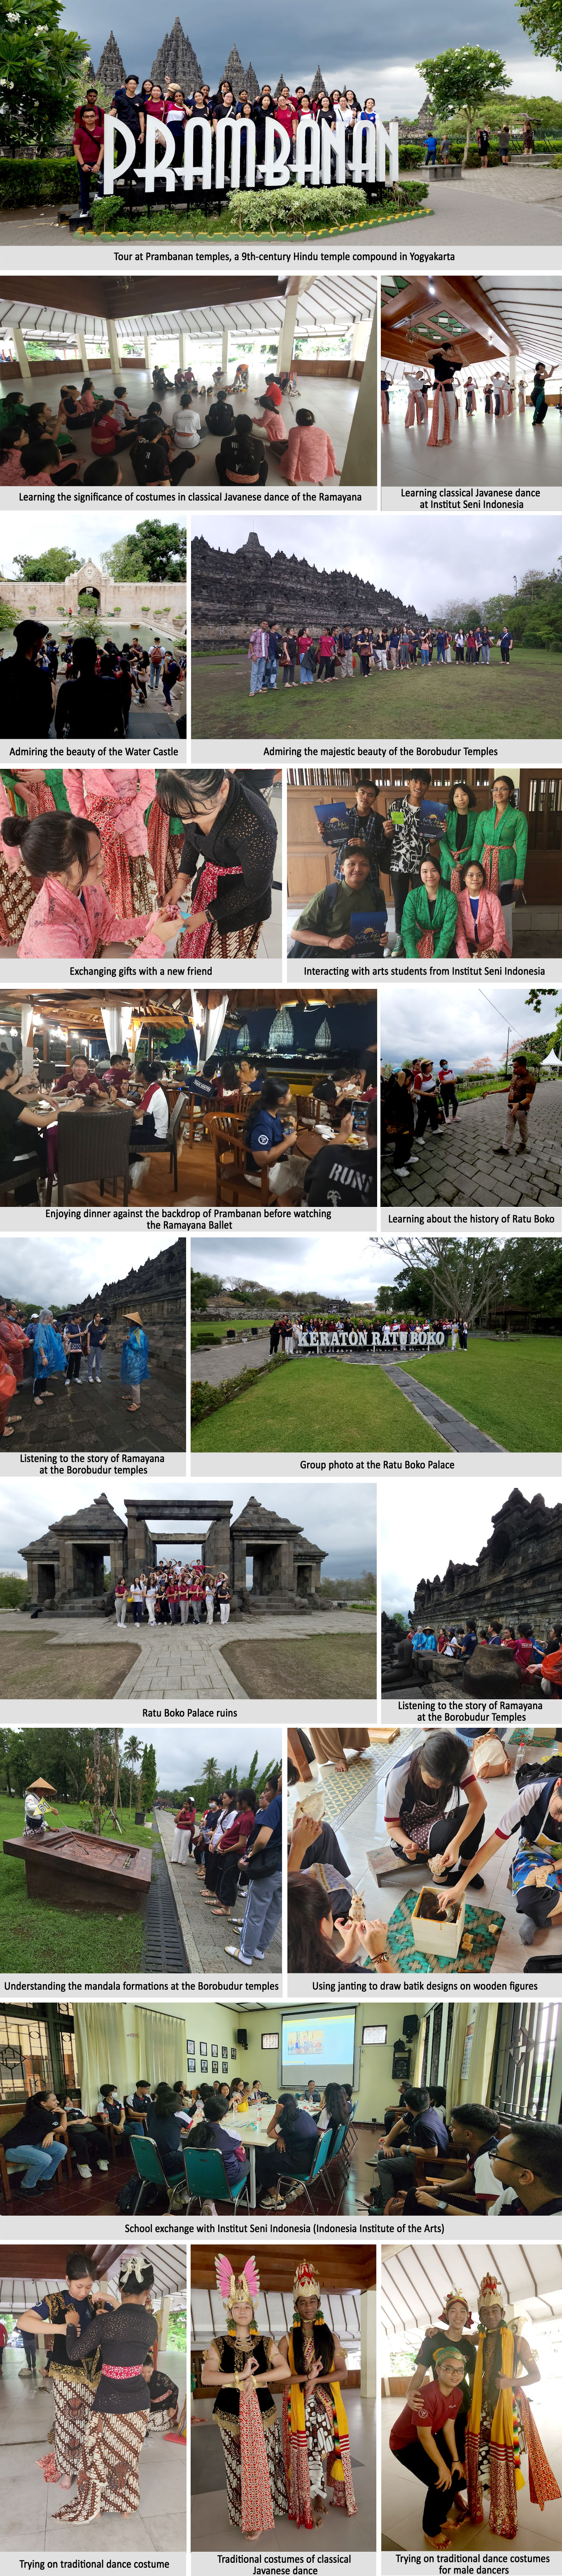 PRAMBANAN
Tour at Prambanan temples, a 9th-century Hindu temple compound in Yogyakarta
Learning the significance of costumes in classical Javanese dance of the Ramayana
Learning classical Javanese dance
at Institut Seni Indonesia
Admiring the beauty of the Water Castle
Admiring the majestic beauty of the Borobudur Temples
Exchanging gifts with a new friend
Interacting with arts students from Institut Seni Indonesia
RUN
Enjoying dinner against the backdrop of Prambanan before watching
the Ramayana Ballet
Learning about the history of Ratu Boko
KERATON RATU BOKO
Listening to the story of Ramayana
at the Borobudur temples
Group photo at the Ratu Boko Palace
Ratu Boko Palace ruins
Listening to the story of Ramayana
at the Borobudur Temples
Understanding the mandala formations at the Borobudur temples
Using janting to draw batik designs on wooden figures
School exchange with Institut Seni Indonesia (Indonesia Institute of the Arts)
Trying on traditional dance costume
Traditional costumes of classical
Javanese dance
Trying on traditional dance costumes
for male dancers